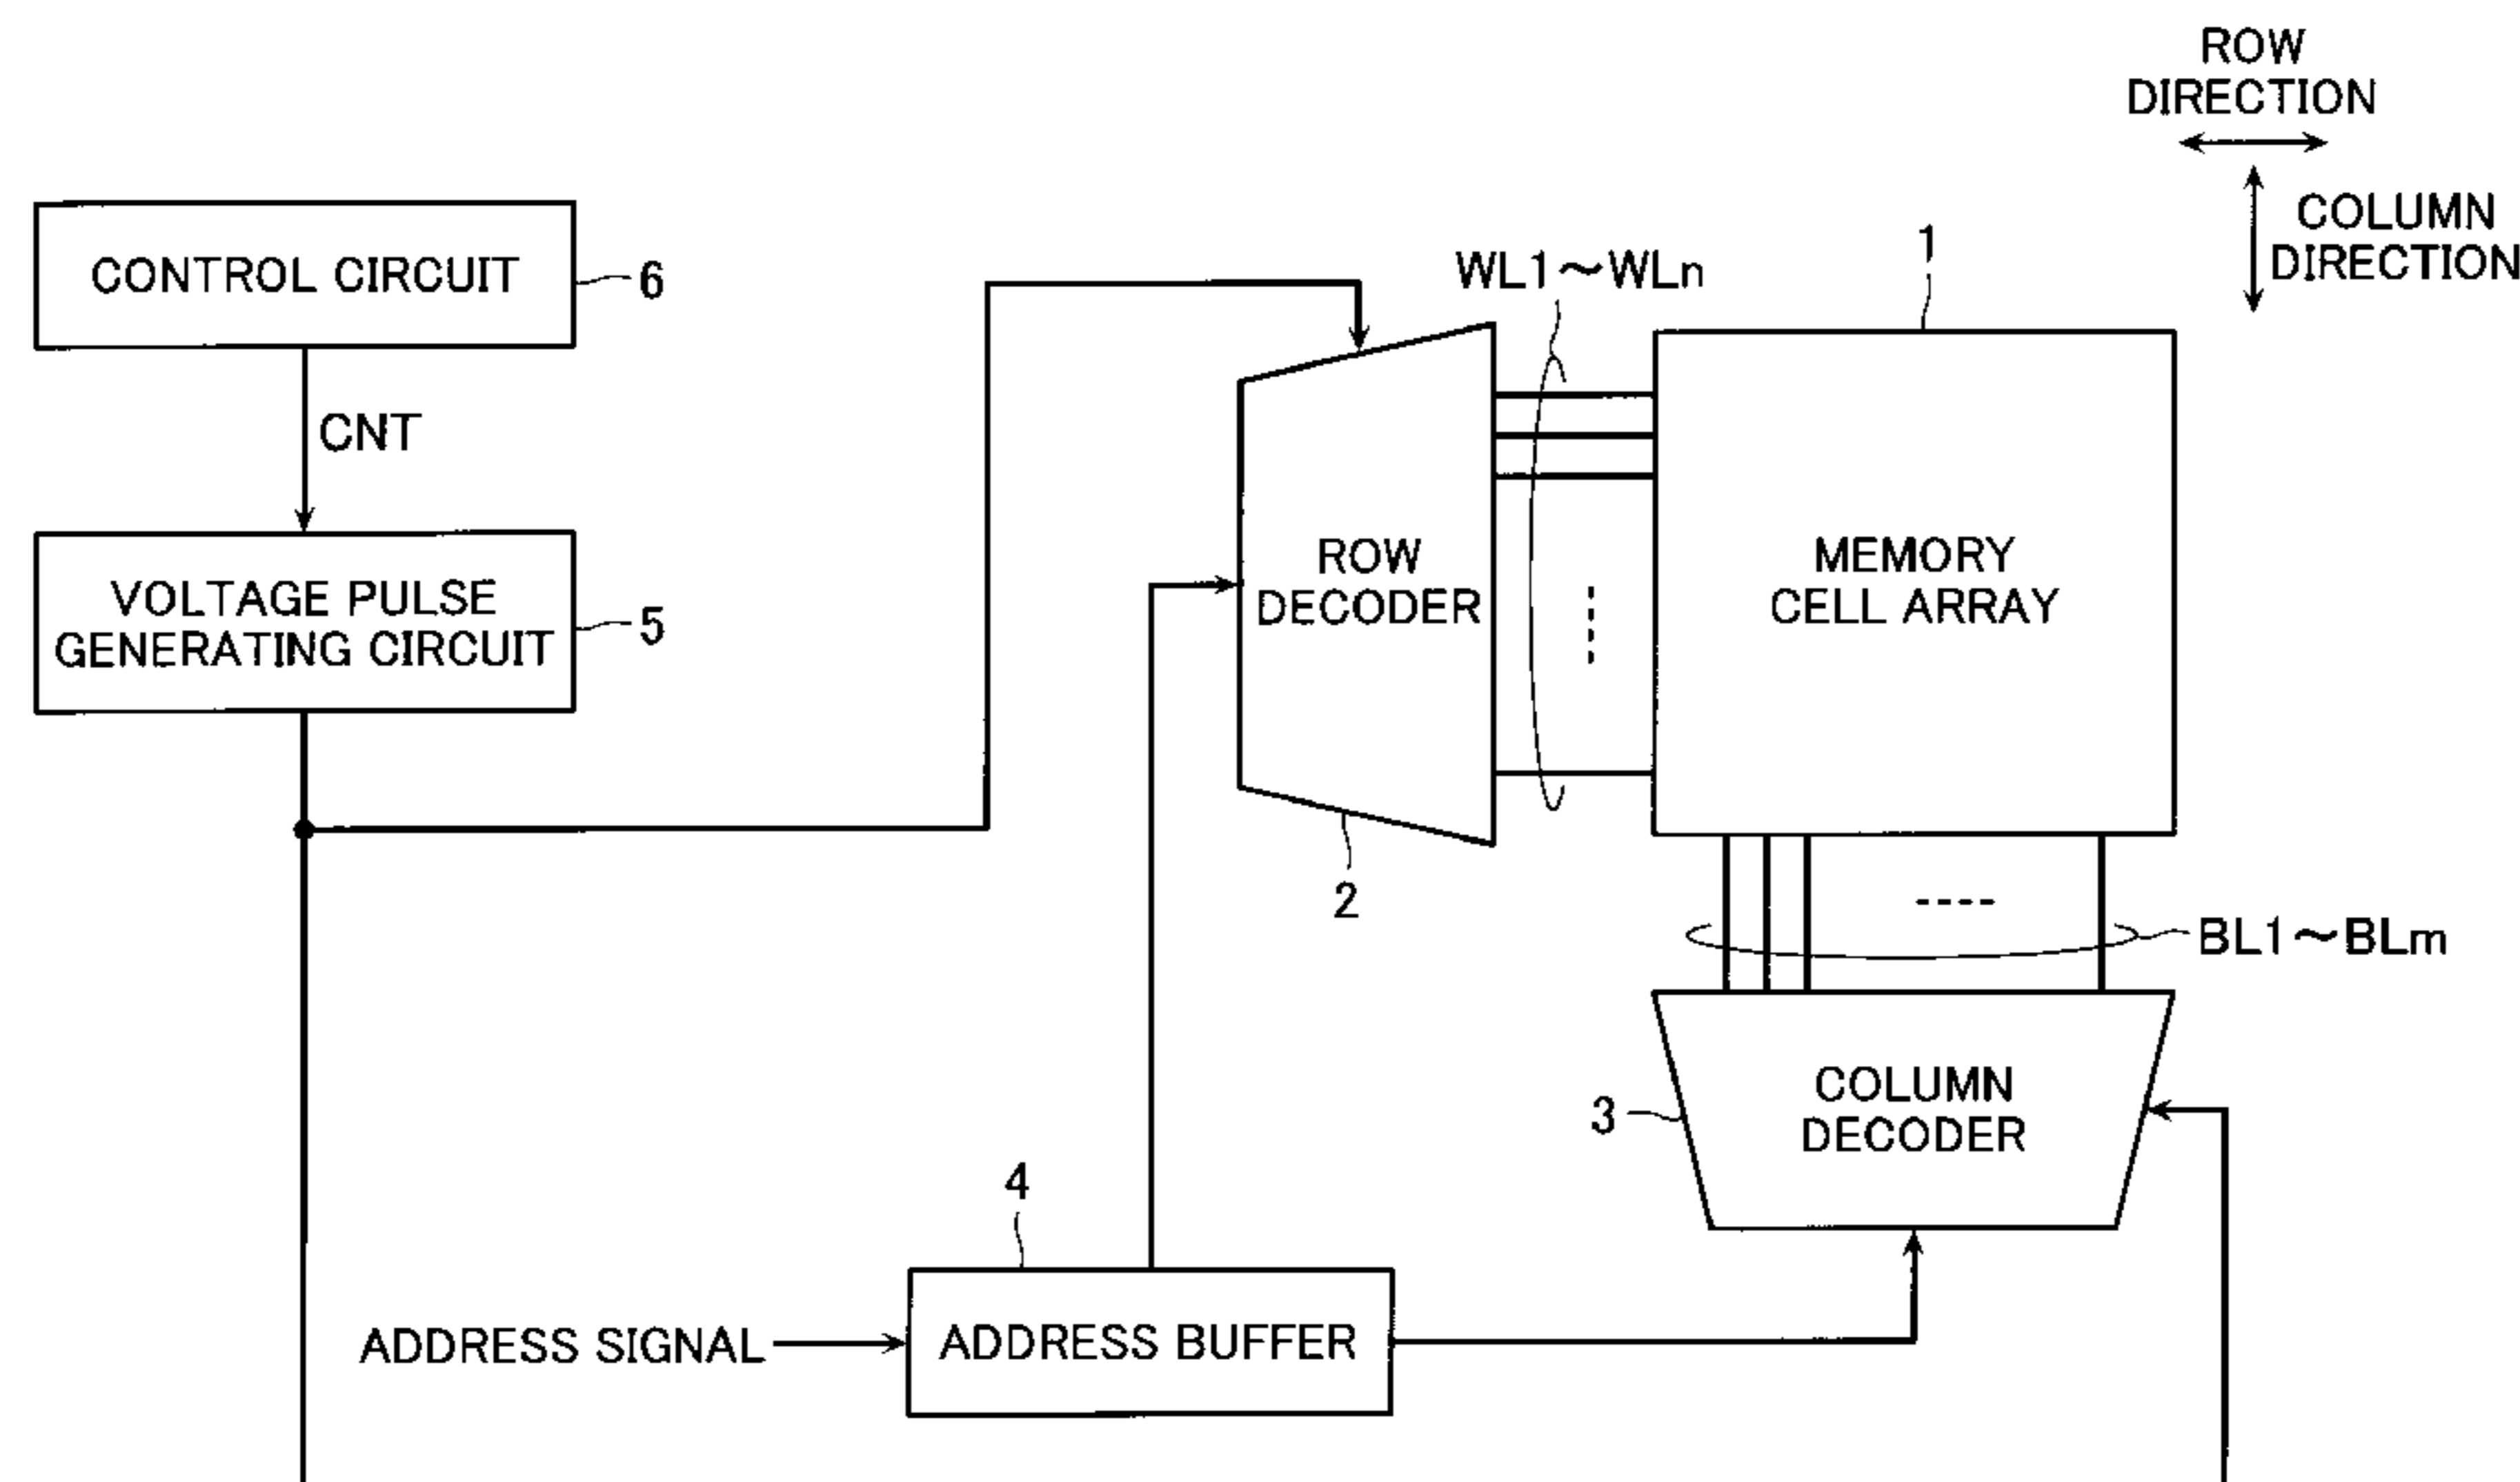 ROW
DIRECTION
COLUMN
DIRECTION
CONTROL CIRCUIT
6
CNT
VOLTAGE PULSE
GENERATING CIRCUIT
5
WL1~WLn
1
ROW
DECODER
2
MEMORY
CELL ARRAY
BL1~BLm
COLUMN
DECODER
3
4
ADDRESS SIGNAL
ADDRESS BUFFER